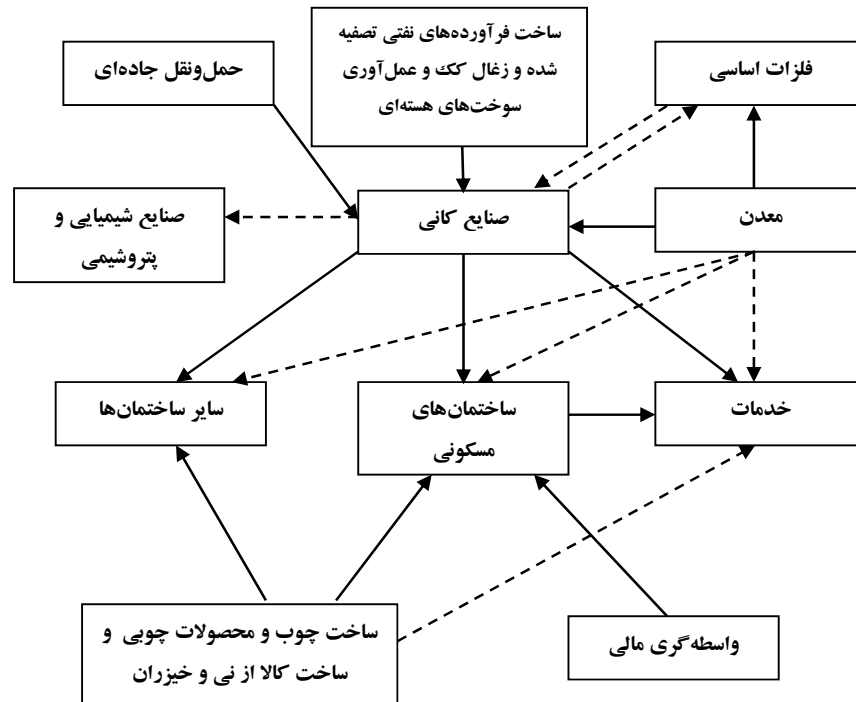 ساخت فرآورده‌های نفتی تصفیه
شده و زغال کک و عمل‌آوری
سوخت‌های هسته‌ای
فلزات اساسی
حمل‌ونقل جاده‌ای
معدن
صنایع کانی
صنایع شیمیایی و
پتروشیمی
خدمات
ساختمان‌های
مسکونی
سایر ساختمان‌ها
واسطه‌گری مالی
ساخت چوب و محصولات چوبی و
ساخت کالا از نی و خیزران